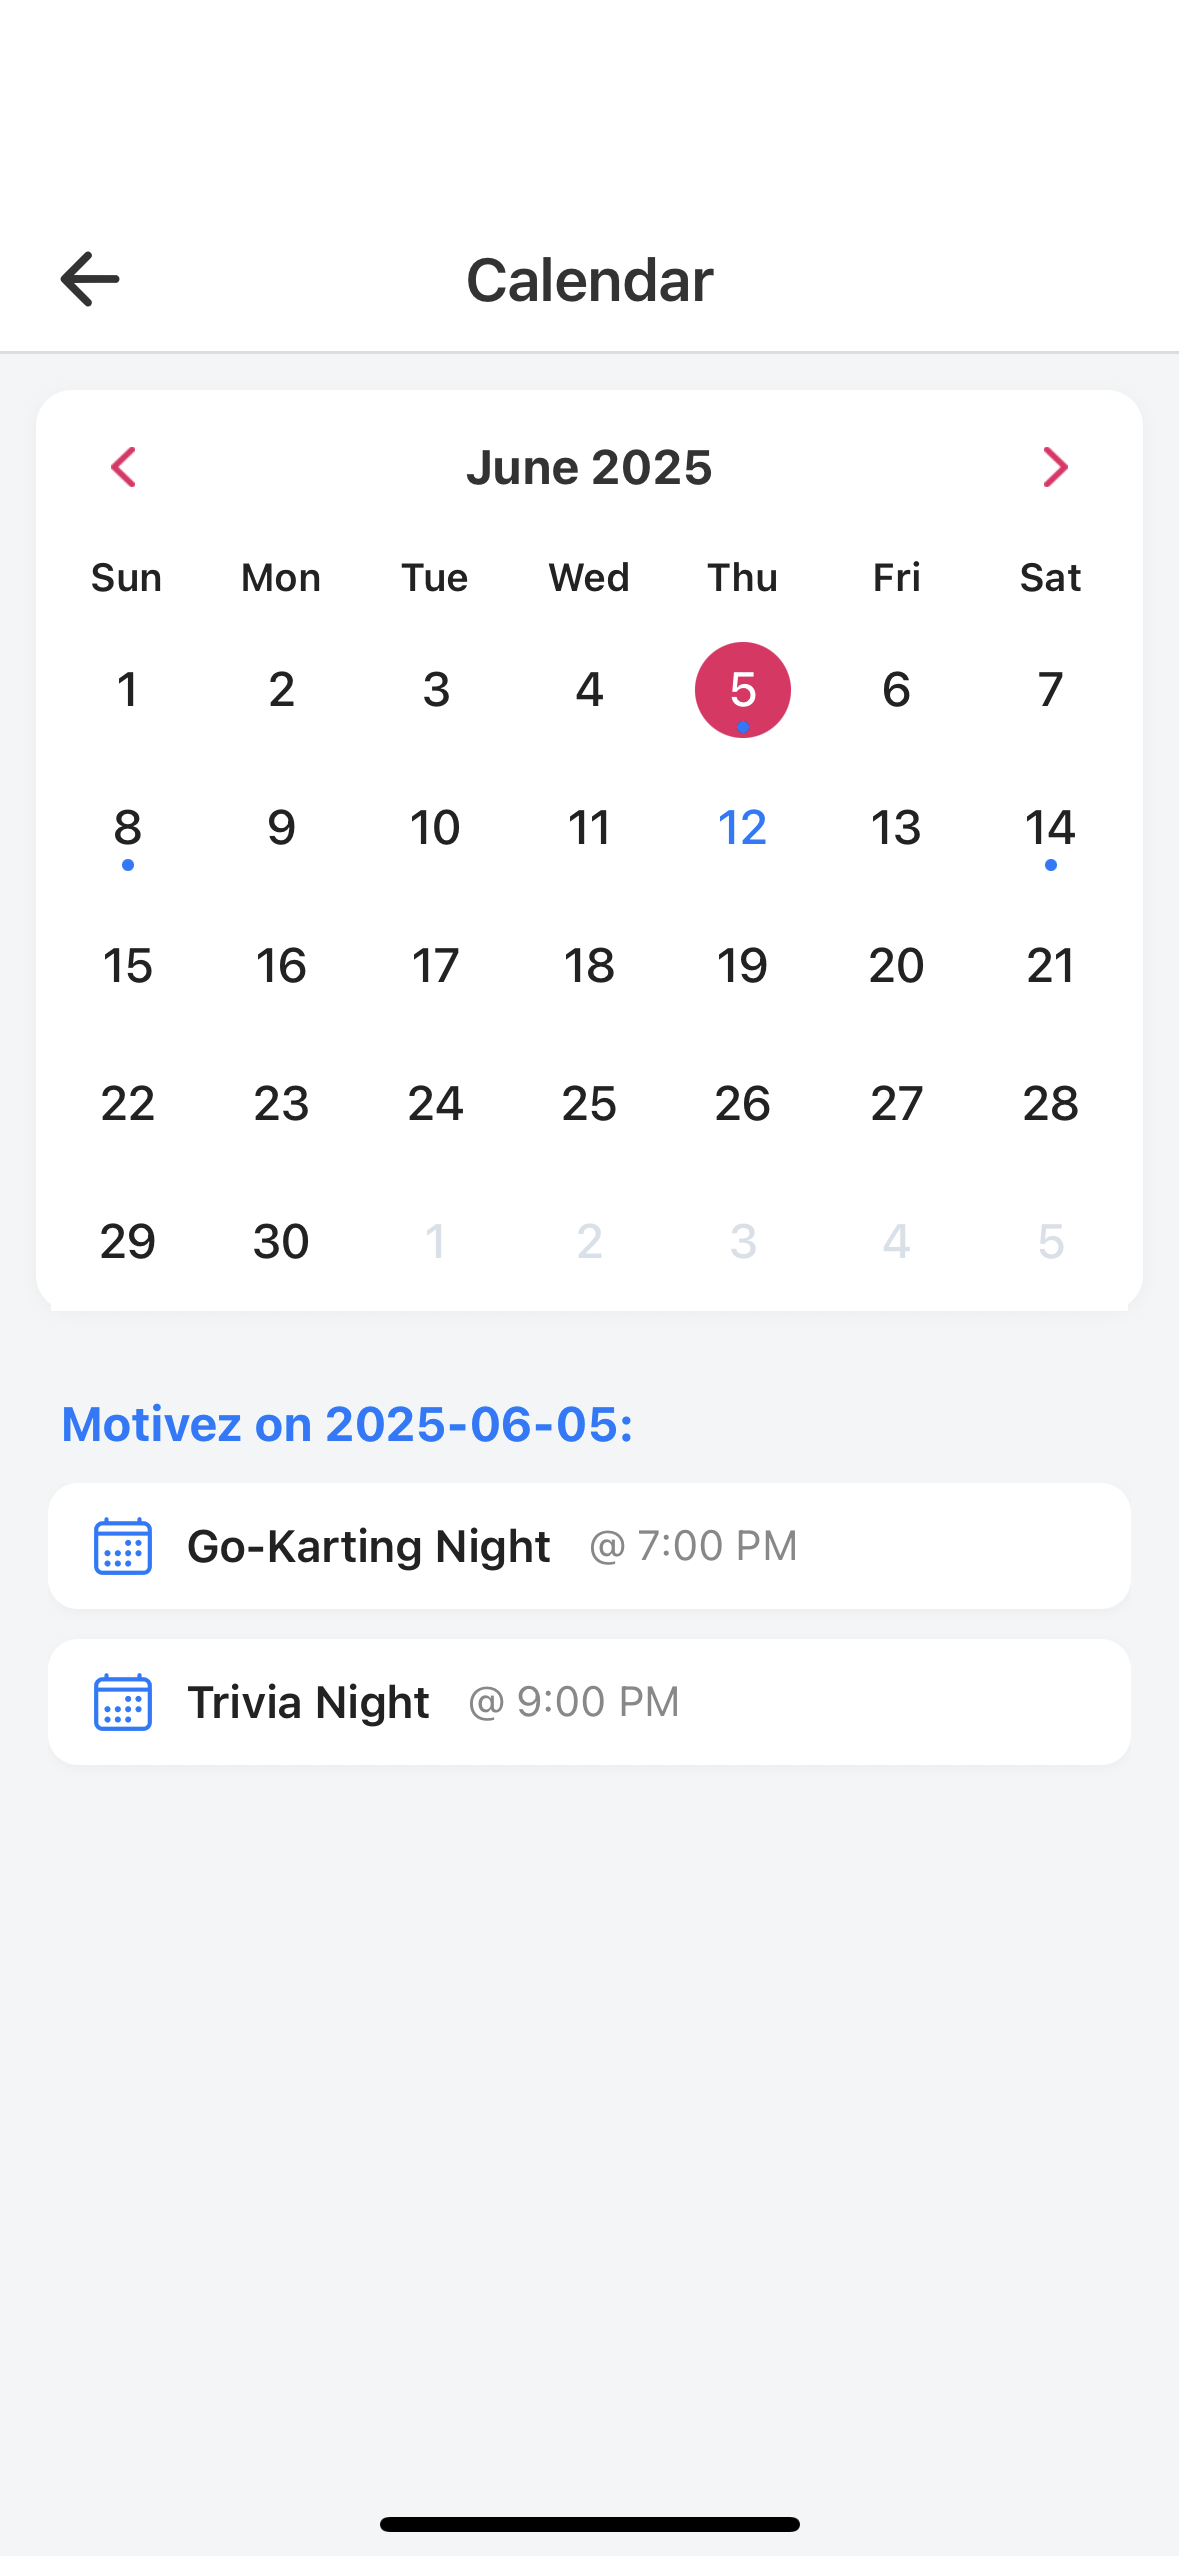 Calendar
June 2025
Sun Mon Tue Wed Thu Fri Sat
1 2 3 4 5 6 7
8 9 10 11 12 13 14
15 16 17 18 19 20 21
22 23 24 25 26 27 28
29 30 1 2 3 4 5
Motivez on 2025-06-05:
Go-Karting Night @ 7:00 PM
Trivia Night @ 9:00 PM